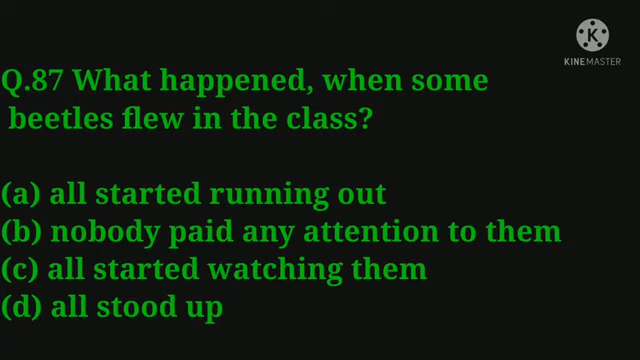 K
KINEMASTER
Q.87 What happened, when some
beetles flew in the class?
(a) all started running out
(b) nobody paid any attention to them
(c) all started watching them
(d) all stood up